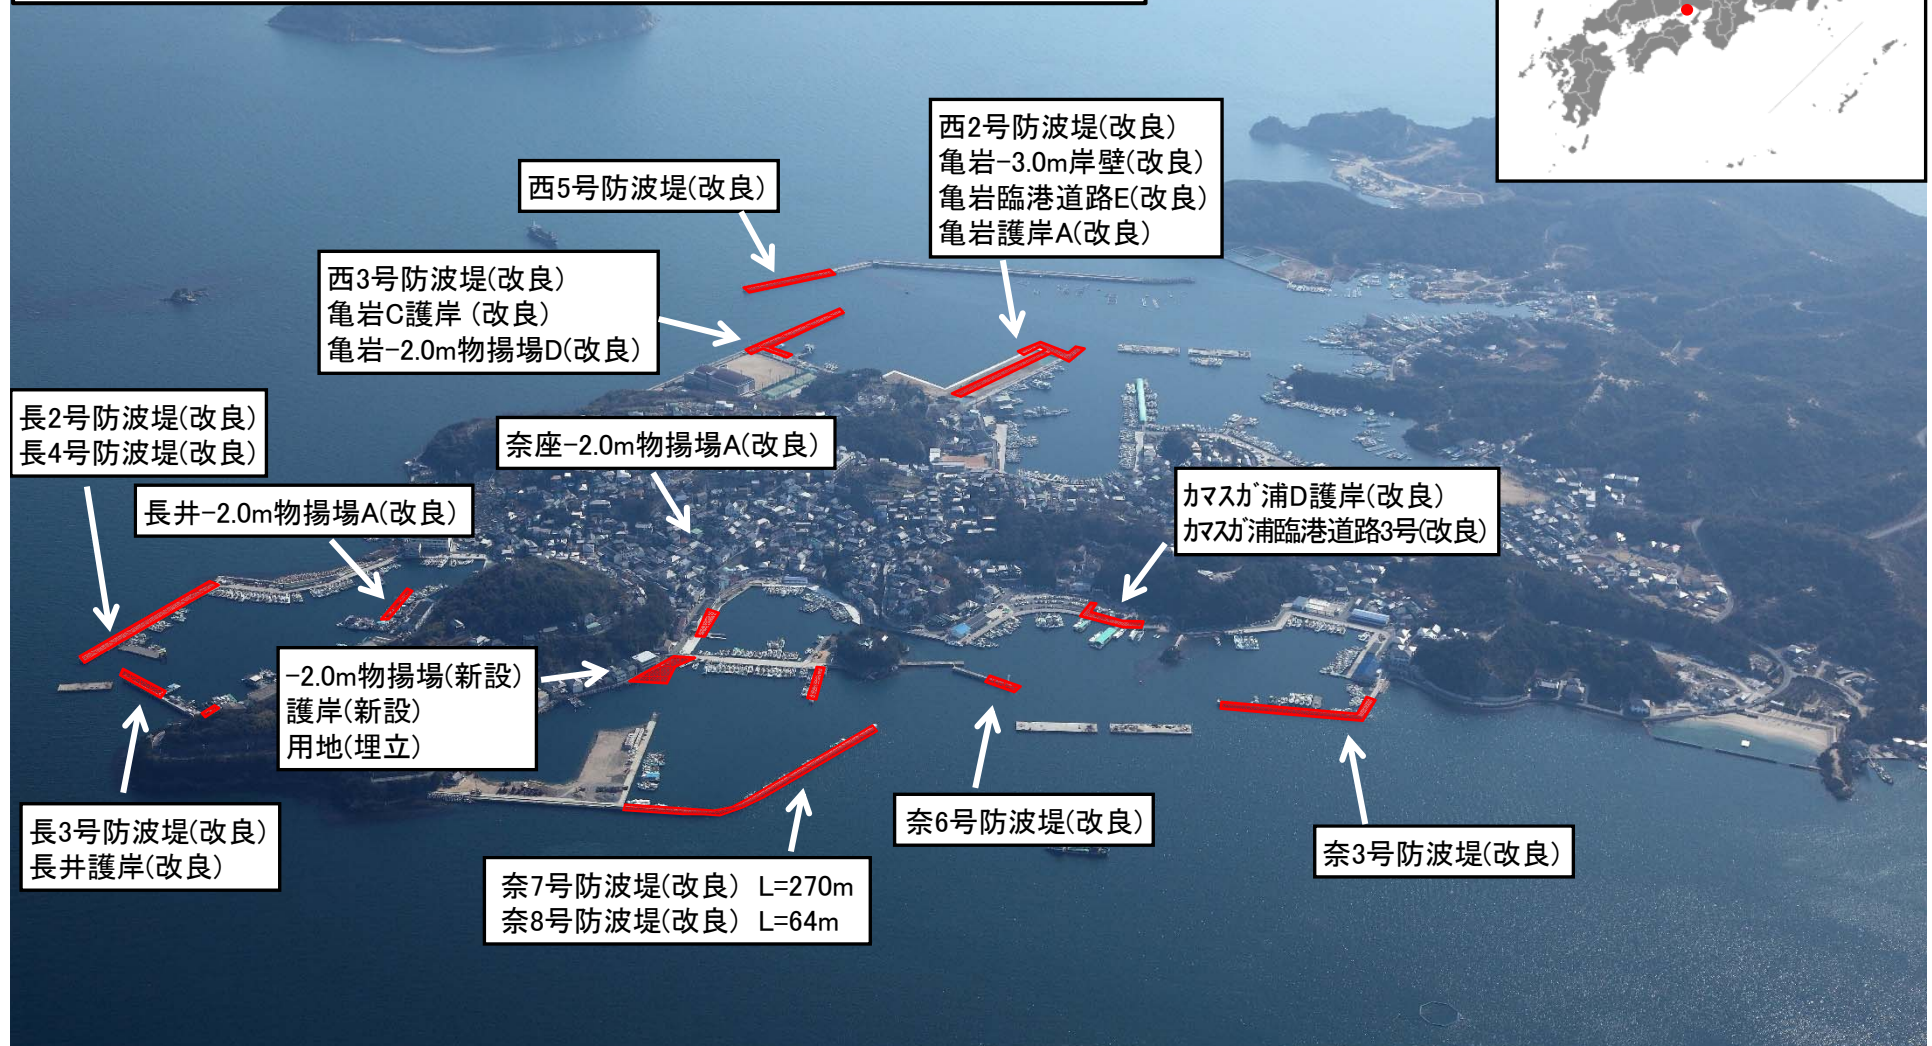 西2号防波堤(改良)
亀岩-3.0m岸壁(改良)
亀岩臨港道路E(改良)
亀岩護岸A(改良)
西5号防波堤(改良)
西3号防波堤(改良)
亀岩C護岸 (改良)
亀岩-2.0m物揚場D(改良)
長2号防波堤(改良)
長4号防波堤(改良)
奈座-2.0m物揚場A(改良)
長井-2.0m物揚場A(改良)
ｶﾏｽｶﾞ浦D護岸(改良)
ｶﾏｽｶﾞ浦臨港道路3号(改良)
-2.0m物揚場(新設)
護岸(新設)
用地(埋立)
長3号防波堤(改良)
長井護岸(改良)
奈6号防波堤(改良)
奈3号防波堤(改良)
奈7号防波堤(改良) L=270m
奈8号防波堤(改良) L=64m